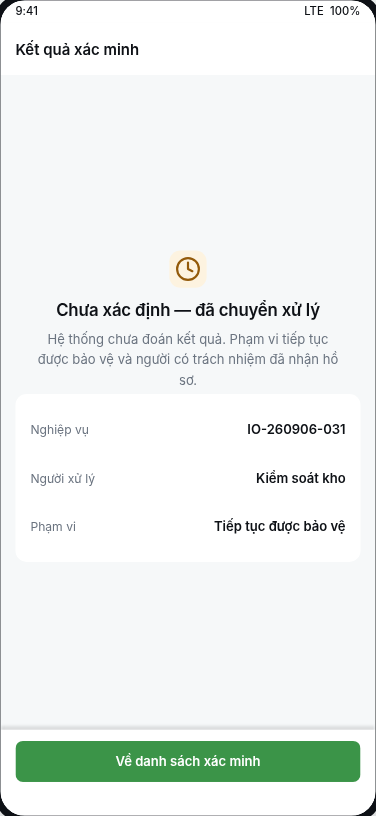 9:41 LTE 100%
Kết quả xác minh
Chưa xác định — đã chuyển xử lý
Hệ thống chưa đoán kết quả. Phạm vi tiếp tục
được bảo vệ và người có trách nhiệm đã nhận hồ
sơ.
Nghiệp vụ IO-260906-031
Người xử lý Kiểm soát kho
Phạm vi Tiếp tục được bảo vệ
Về danh sách xác minh